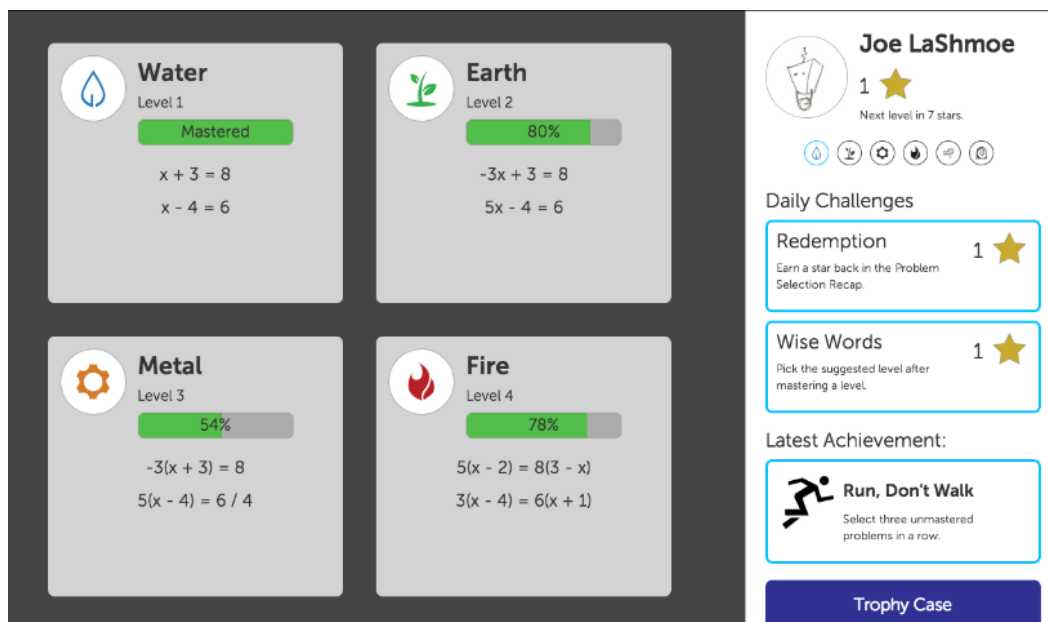 Water
Level 1
Mastered
x + 3 = 8
x - 4 = 6
Earth
Level 2
80%
-3x + 3 = 8
5x - 4 = 6
Metal
Level 3
54%
-3(x + 3) = 8
5(x - 4) = 6 / 4
Fire
Level 4
78%
5(x - 2) = 8(3 - x)
3(x - 4) = 6(x + 1)
Joe LaShmoe
1
Next level in 7 stars.
Daily Challenges
Redemption
1
Earn a star back in the Problem
Selection Recap.
Wise Words
1
Pick the suggested level after
mastering a level.
Latest Achievement:
Run, Don't Walk
Select three unmastered
problems in a row.
Trophy Case